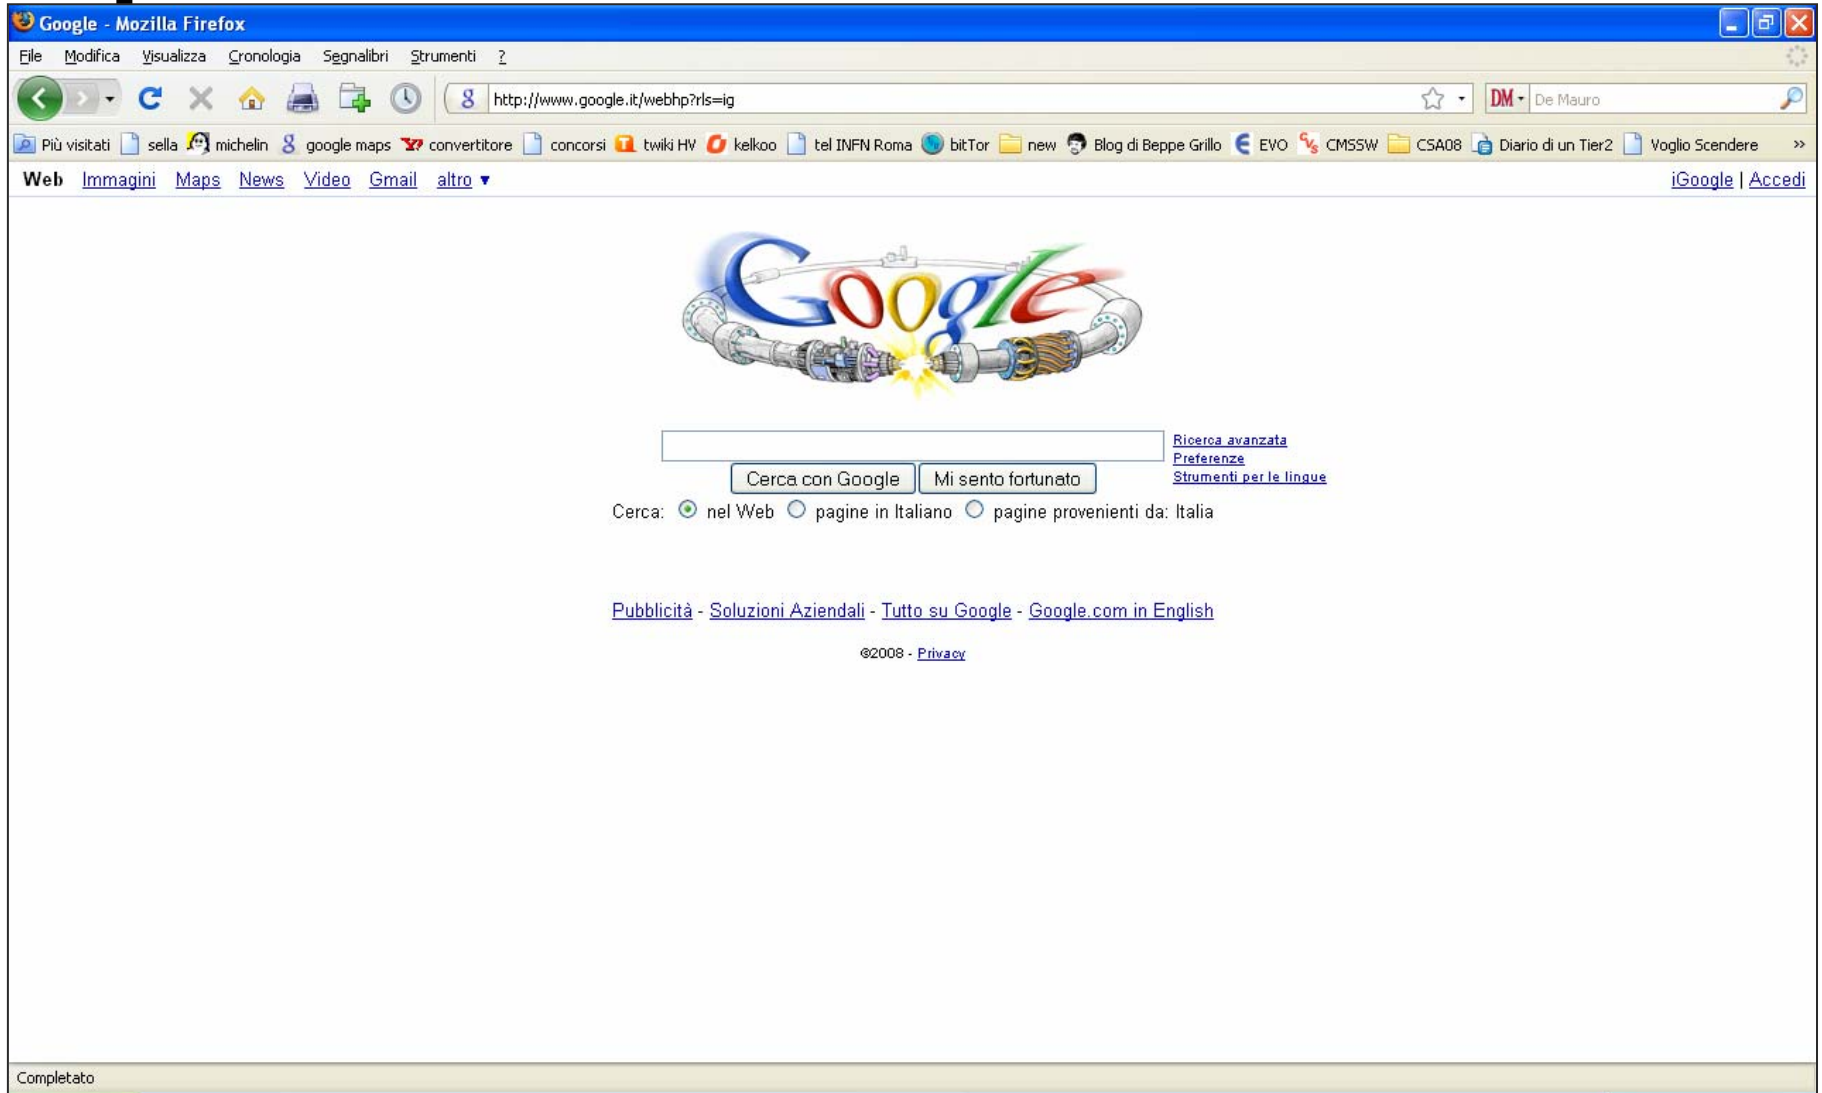 Google - Mozilla Firefox
File Modifica Visualizza Cronologia Segnalibri Strumenti ?
http://www.google.it/webhp?rls=ig DM De Mauro
Più visitati sella michelin google maps convertitore concorsi twiki HV kelkoo tel INFN Roma bitTor new Blog di Beppe Grillo EVO CMSSW CSA08 Diario di un Tier2 Voglio Scendere »
Web Immagini Maps News Video Gmail altro ▼ iGoogle | Accedi
Google
Ricerca avanzata
Preferenze
Cerca con Google Mi sento fortunato Strumenti per le lingue
Cerca: nel Web pagine in Italiano pagine provenienti da: Italia
Pubblicità - Soluzioni Aziendali - Tutto su Google - Google.com in English
©2008 - Privacy
Completato